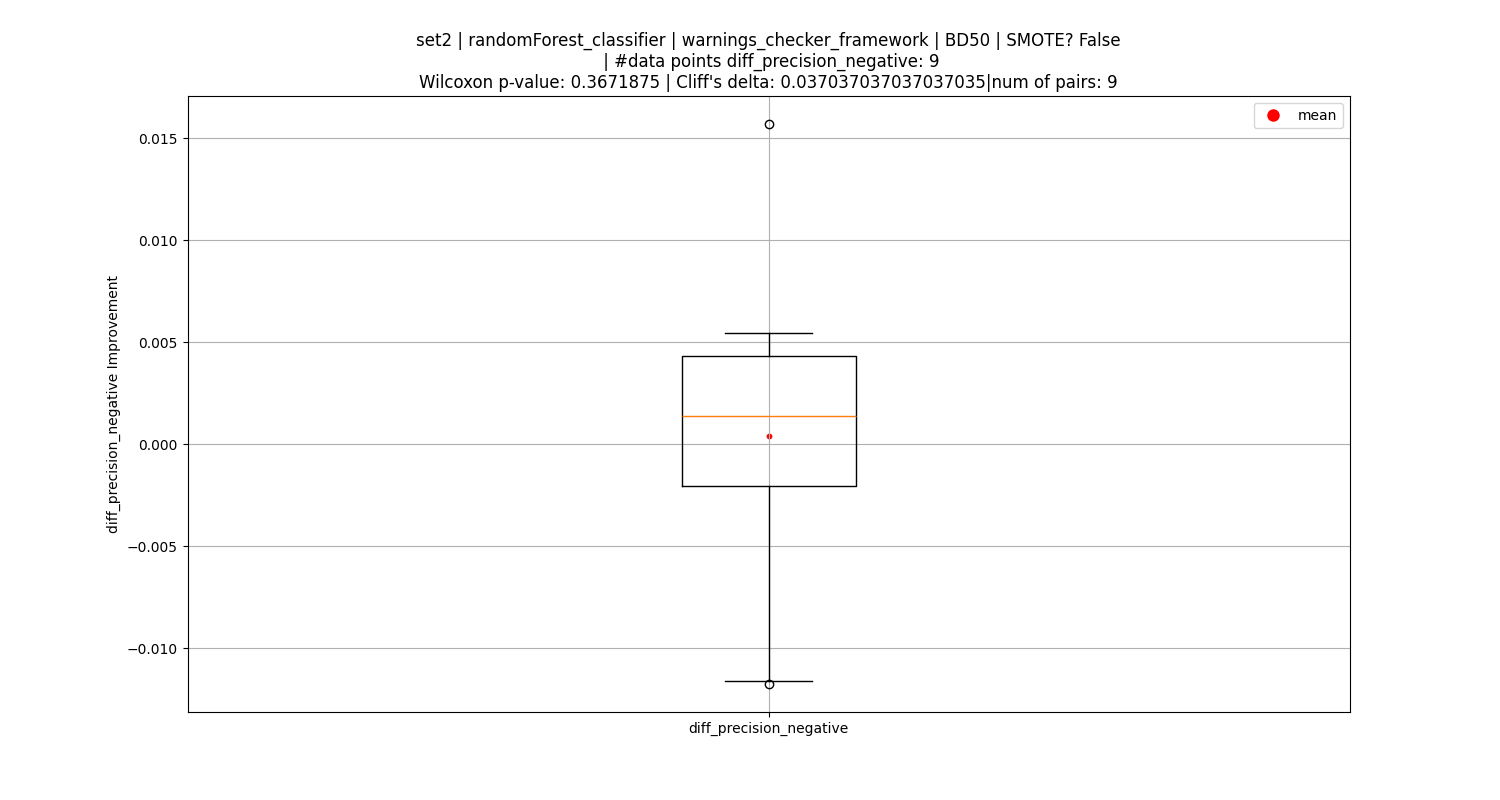 set2 | randomForest_classifier | warnings_checker_framework | BD50 | SMOTE? False
| #data points diff_precision_negative: 9
Wilcoxon p-value: 0.3671875 | Cliff's delta: 0.037037037037037035|num of pairs: 9
mean
0.015
0.010
0.005
0.000
−0.005
−0.010
diff_precision_negative Improvement
diff_precision_negative